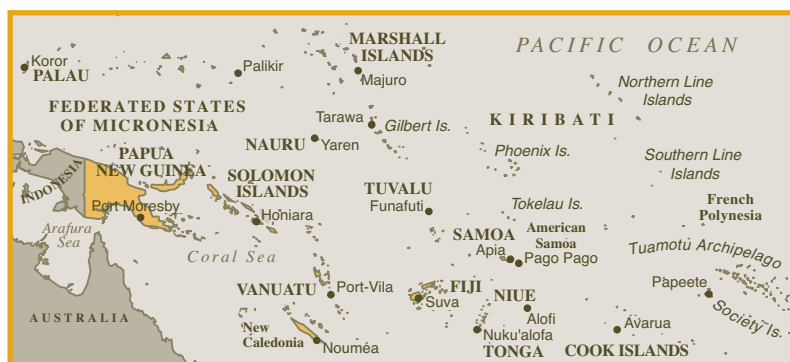 MARSHALL
ISLANDS
PACIFIC OCEAN
Koror
PALAU
Palikir
Majuro
Northern Line
Islands
FEDERATED STATES
OF MICRONESIA
Tarawa
Gilbert Is.
KIRIBATI
NAURU
Yaren
PAPUA
NEW GUINEA
Phoenix Is.
Southern Line
Islands
INDONESIA
SOLOMON
ISLANDS
TUVALU
Funafuti
Tokelau Is.
French
Polynesia
Port Moresby
Honiara
Arafura
Sea
American
Samoa
SAMOA
Apia
Pago Pago
Tuamotu Archipelago
Coral Sea
VANUATU
Port-Vila
FIJI
Suva
NIUE
Alofi
Papeete
Society Is.
AUSTRALIA
New
Caledonia
Nouméa
Nuku'alofa
TONGA
Avarua
COOK ISLANDS